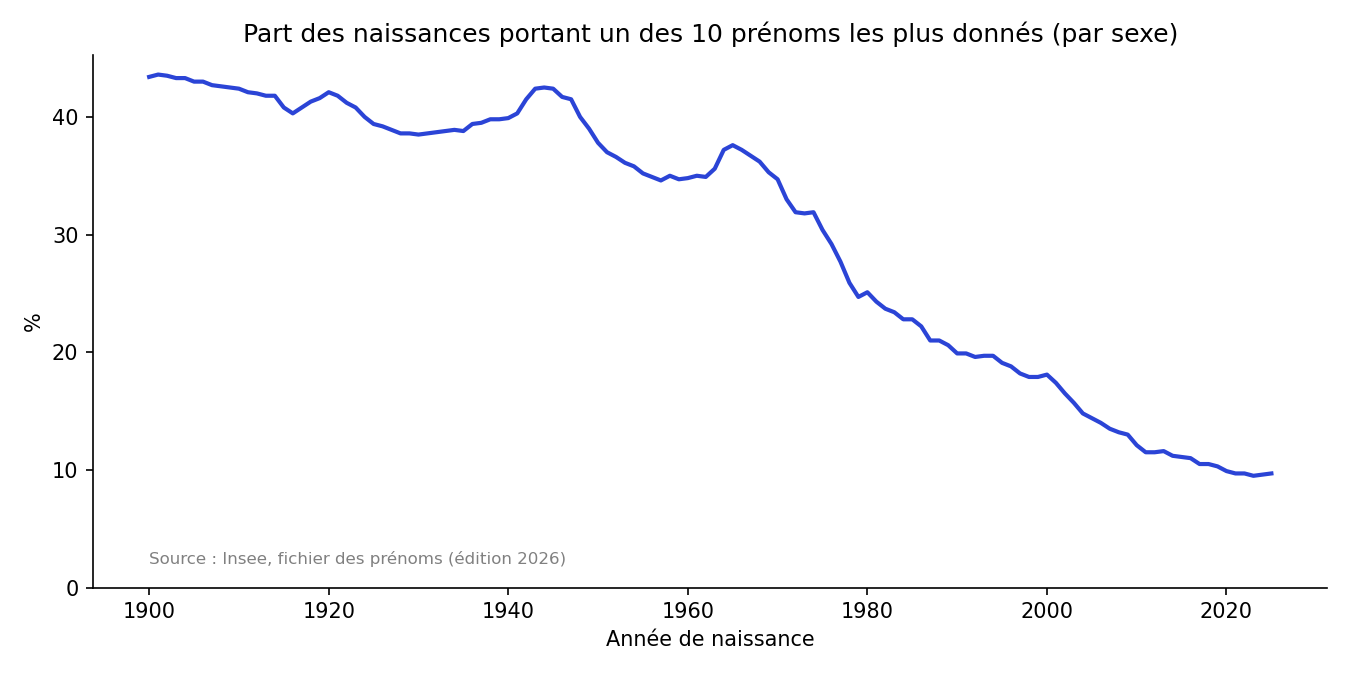 Part des naissances portant un des 10 prénoms les plus donnés (par sexe)
40
30
20
10
0
%
Source : Insee, fichier des prénoms (édition 2026)
1900 1920 1940 1960 1980 2000 2020
Année de naissance